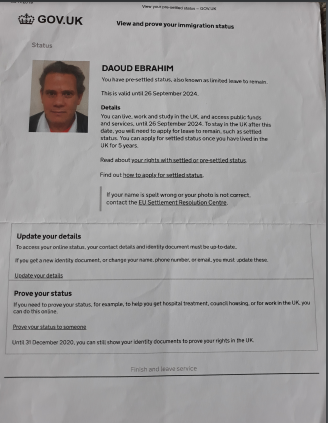 View your pre-settled status – GOV.UK
GOV.UK
View and prove your immigration status
Status
DAOUD EBRAHIM
You have pre-settled status, also known as limited leave to remain.
This is valid until 26 September 2024.
Details
You can live, work and study in the UK, and access public funds
and services, until 26 September 2024. To stay in the UK after this
date, you will need to apply for leave to remain, such as settled
status. You can apply for settled status once you have lived in the
UK for 5 years.
Read about your rights with settled or pre-settled status.
Find out how to apply for settled status.
If your name is spelt wrong or your photo is not correct,
contact the EU Settlement Resolution Centre.
Update your details
To access your online status, your contact details and identity document must be up-to-date.
If you get a new identity document, or change your name, phone number, or email, you must update these.
Update your details
Prove your status
If you need to prove your status, for example, to help you get hospital treatment, council housing, or for work in the UK, you
can do this online.
Prove your status to someone
Until 31 December 2020, you can still show your identity documents to prove your rights in the UK.
Finish and leave service